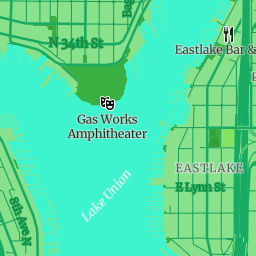 N 34th St
Eastlake Bar &
Gas Works
Amphitheater
EASTLAKE
E Lynn St
Lake Union
8th Ave N